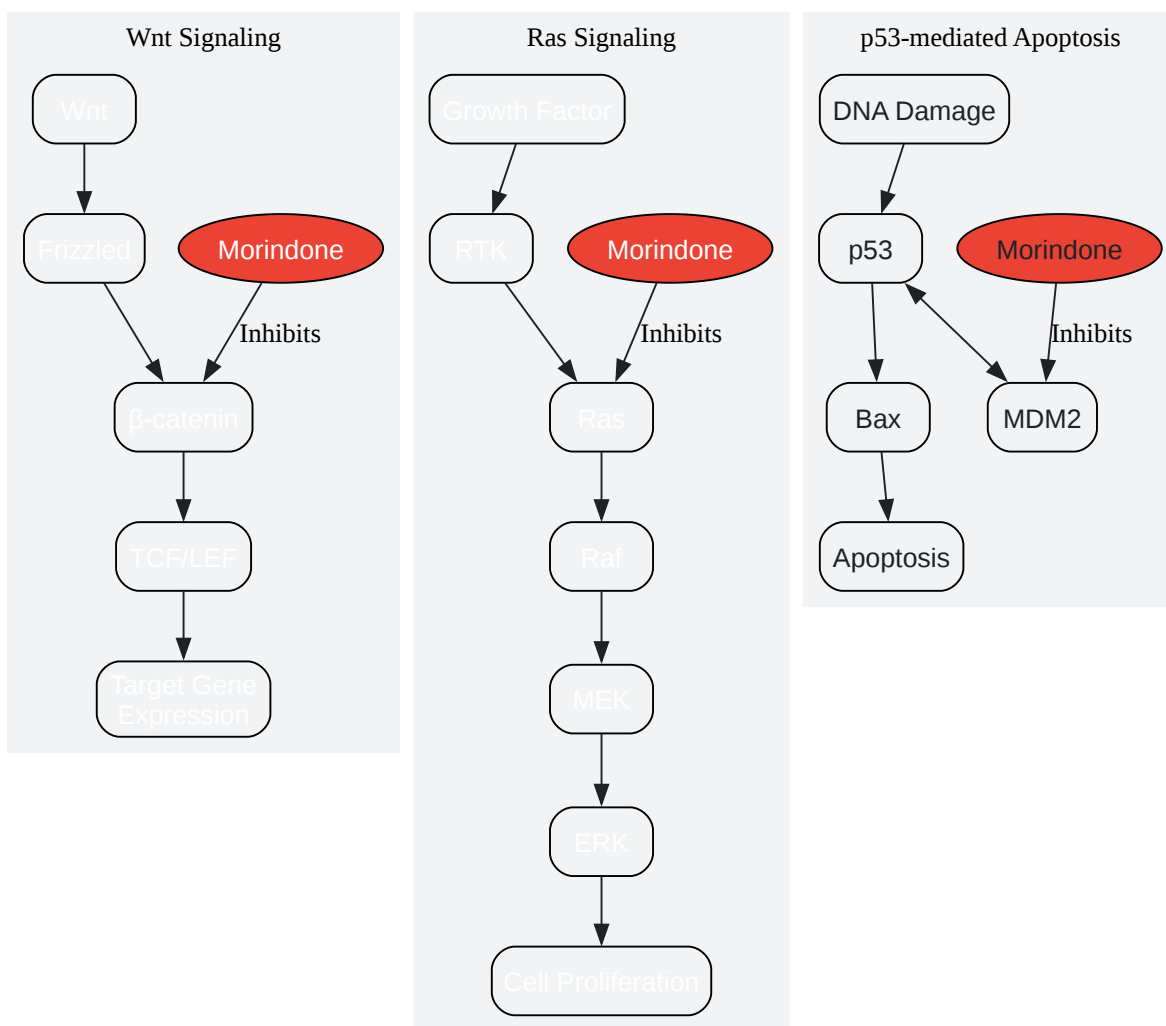 Wnt Signaling
Wnt
Frizzled
Morindone
Inhibits
β-catenin
TCF/LEF
Target Gene
Expression
Ras Signaling
Growth Factor
RTK
Morindone
Inhibits
Ras
Raf
MEK
ERK
Cell Proliferation
p53-mediated Apoptosis
DNA Damage
p53
Morindone
Inhibits
Bax
MDM2
Apoptosis